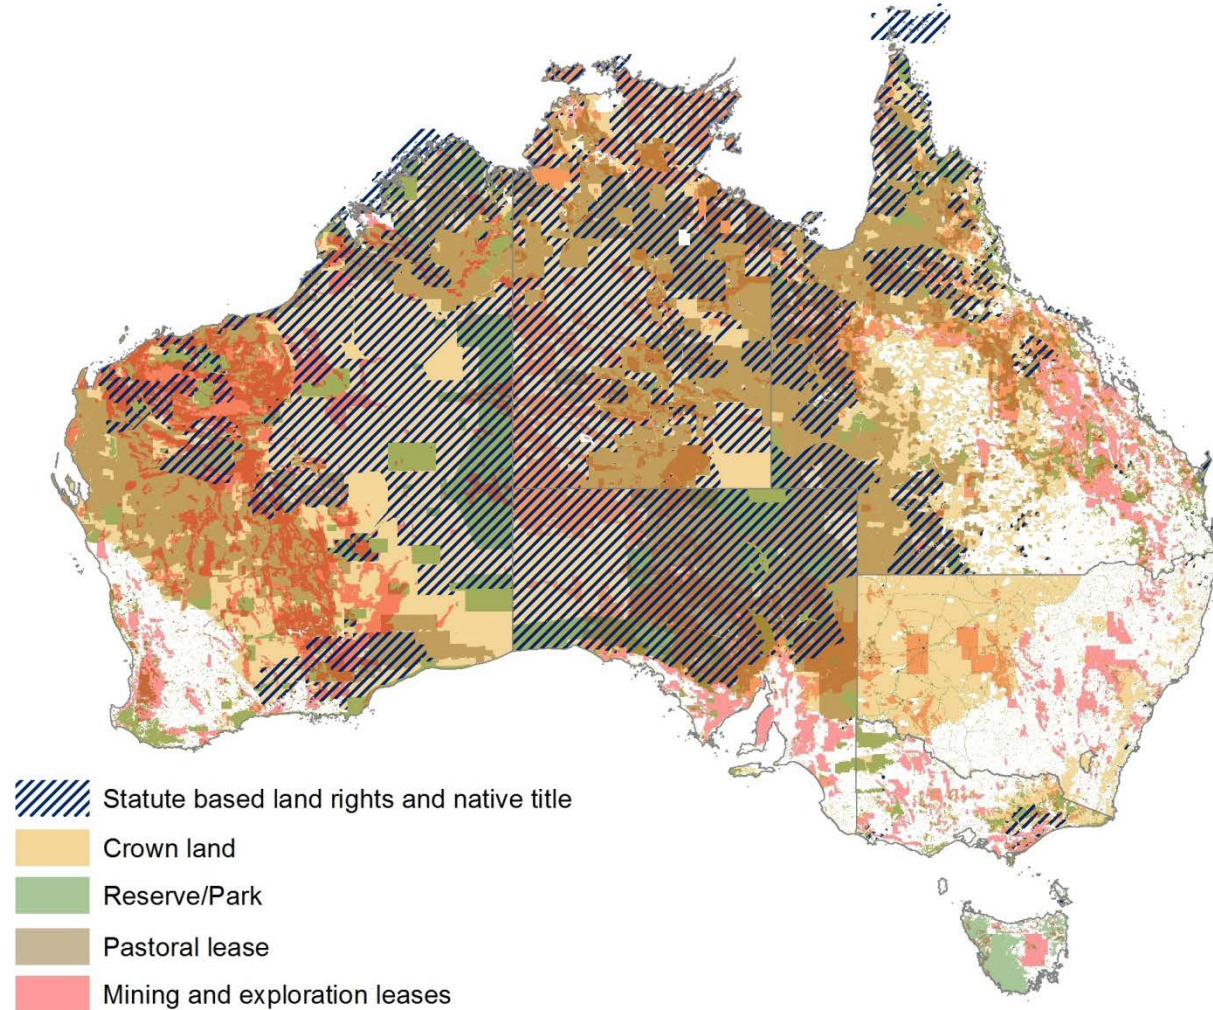 Statute based land rights and native title
Crown land
Reserve/Park
Pastoral lease
Mining and exploration leases